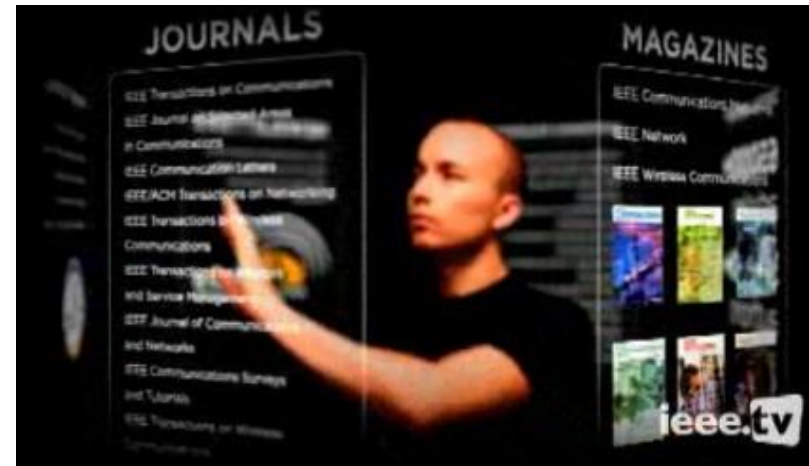 JOURNALS
IEEE Transactions on Communications
IEEE Journal on Selected Areas
in Communications
IEEE Communication Letters
IEEE/ACM Transactions on Networking
IEEE Transactions
Communications
IEEE Transactions
and Service Management
IEEE Journal of Communications
and Networks
IEEE Communications Surveys
and Tutorials
IEEE Transactions on Wireless
Communications
MAGAZINES
IEEE Communications
IEEE Network
IEEE Wireless Communications
ieee.tv